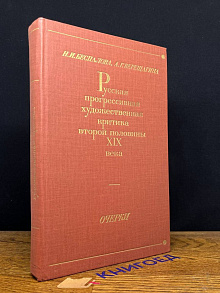 Н.И.БЕСПАЛОВА, А.Г.ВЕРЕЩАГИНА
Русская
прогрессивная
художественная
критика
второй половины
XIX
века
ОЧЕРКИ
КНИГОЕД